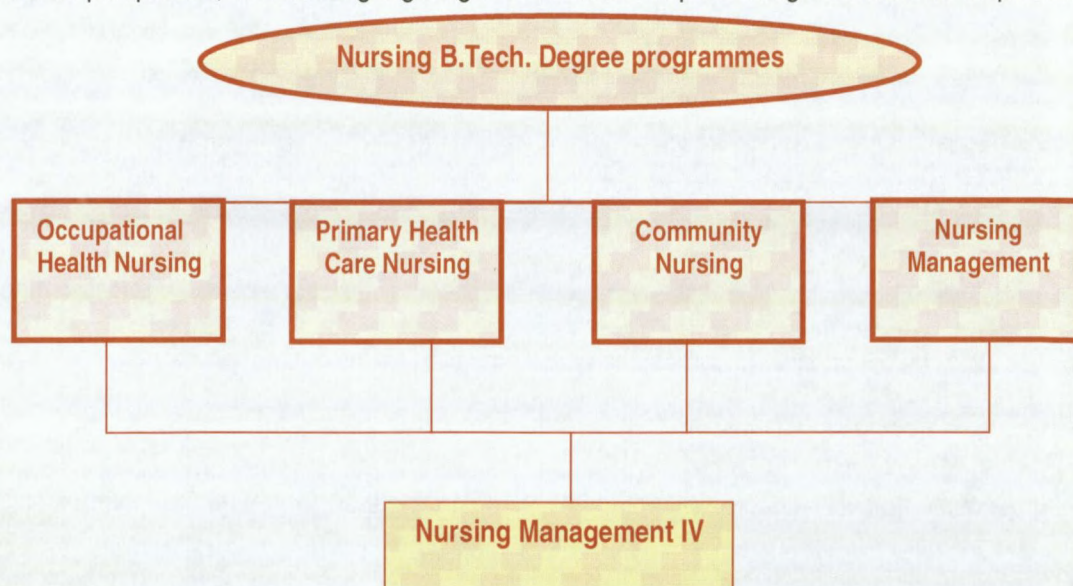 Nursing B.Tech. Degree programmes
Occupational
Health Nursing
Primary Health
Care Nursing
Community
Nursing
Nursing
Management
Nursing Management IV